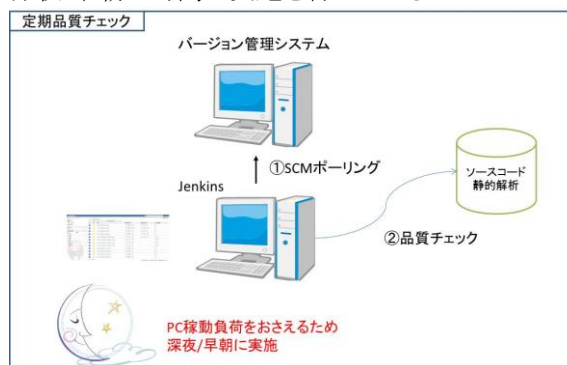 定期品質チェック
バージョン管理システム
①SCMポーリング
Jenkins
ソースコード
静的解析
②品質チェック
PC稼動負荷をおさえるため
深夜/早朝に実施